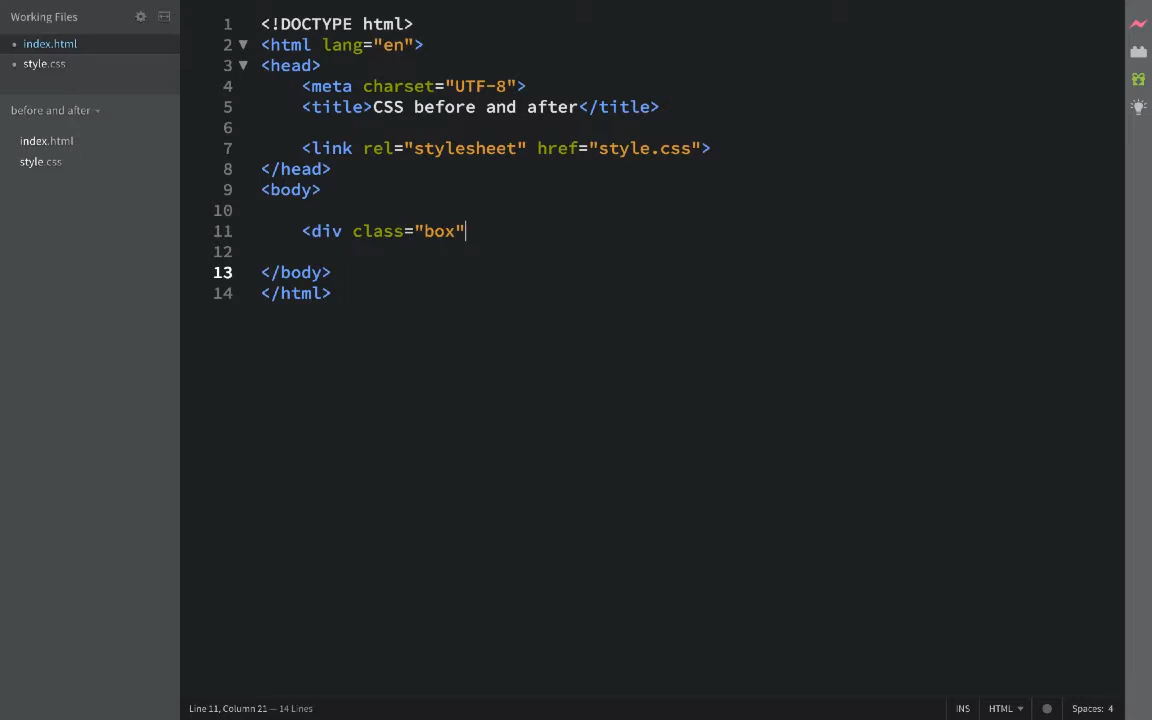 Working Files
index.html
style.css
before and after
index.html
style.css
1 <!DOCTYPE html>
2 <html lang="en">
3 <head>
4 <meta charset="UTF-8">
5 <title>CSS before and after</title>
6
7 <link rel="stylesheet" href="style.css">
8 </head>
9 <body>
10
11 <div class="box"
12
13 </body>
14 </html>
Line 11, Column 21 — 14 Lines
INS HTML Spaces: 4